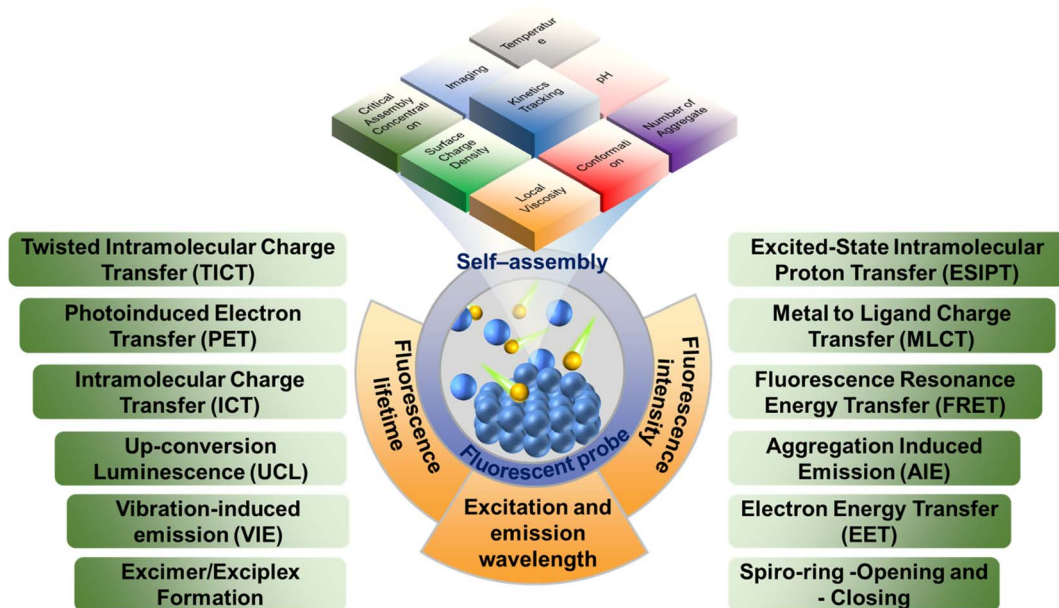 Temperatur
e
Imaging
pH
Kinetics
Tracking
Critical
Assembly
Concentrati
on
Number of
Aggregate
Surface
Charge
Density
Conformati
on
Local
Viscosity
Self–assembly
Fluorescent probe
Fluorescence
lifetime
Fluorescence
intensity
Excitation and
emission
wavelength
Twisted Intramolecular Charge
Transfer (TICT)
Photoinduced Electron
Transfer (PET)
Intramolecular Charge
Transfer (ICT)
Up-conversion
Luminescence (UCL)
Vibration-induced
emission (VIE)
Excimer/Exciplex
Formation
Excited-State Intramolecular
Proton Transfer (ESIPT)
Metal to Ligand Charge
Transfer (MLCT)
Fluorescence Resonance
Energy Transfer (FRET)
Aggregation Induced
Emission (AIE)
Electron Energy Transfer
(EET)
Spiro-ring -Opening and
- Closing